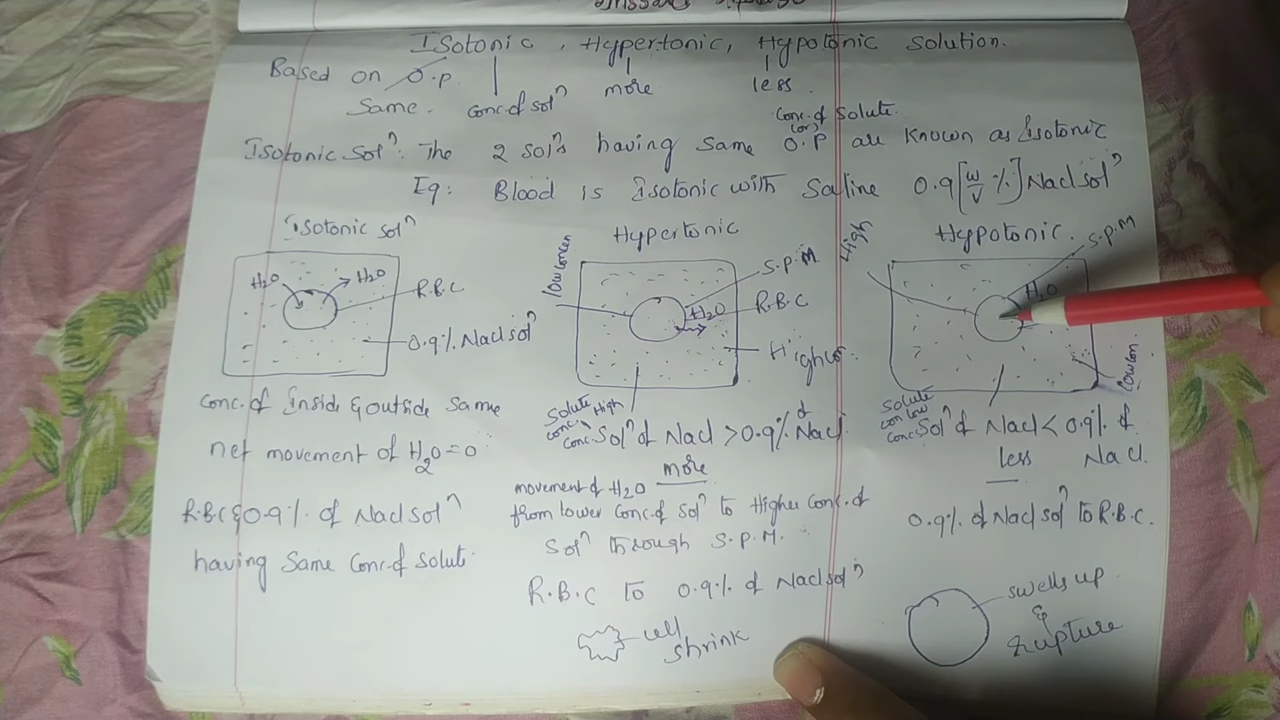 Isotonic, Hypertonic, Hypotonic solution.
Based on O.p.
Same. conc.of solⁿ more less.
Isotonic solⁿ: The 2 solⁿs having same O.P (or) conc.of solute are known as Isotonic
Eg: Blood is Isotonic with saline 0.9[w/v %] Nacl solⁿ
Isotonic solⁿ
H₂O
H₂O
R.B.C
0.9% Nacl solⁿ
conc.of Inside & outside same
net movement of H₂O=0
R.B.C & 0.9% of Nacl solⁿ
having same conc.of solute.
Hypertonic
low concen
S.P.M
H₂O
R.B.C
High con.
solute conc.n High
conc.solⁿ of Nacl > 0.9% of Nacl
more
movement of H₂O
from lower conc.of solⁿ to Higher conc.of
solⁿ through S.P.M.
R.B.C to 0.9% of Nacl solⁿ
cell
shrink
Hypotonic.
High
S.P.M
H₂O
low con
solute
con low
conc.solⁿ of Nacl < 0.9% of
less Nacl.
0.9% of Nacl solⁿ to R.B.C.
swells up
&
rupture